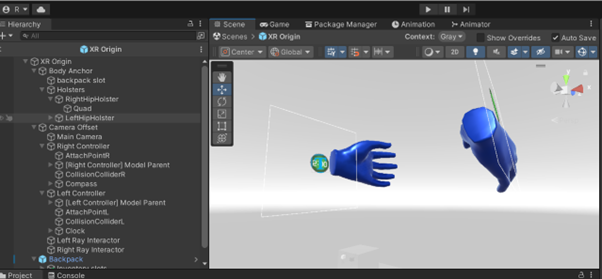 R
Hierarchy
Scene
Game
Package Manager
Animation
Animator
All
Scenes
XR Origin
Context:
Gray
Show Overrides
Auto Save
XR Origin
Center
Global
2D
XR Origin
Body Anchor
backpack slot
Holsters
RightHipHolster
Quad
LeftHipHolster
Camera Offset
Main Camera
Right Controller
AttachPointR
[Right Controller] Model Parent
CollisionColliderR
Compass
Left Controller
[Left Controller] Model Parent
AttachPointL
CollisionColliderL
Clock
Left Ray Interactor
Right Ray Interactor
Backpack
Inventory slots
Project
Console